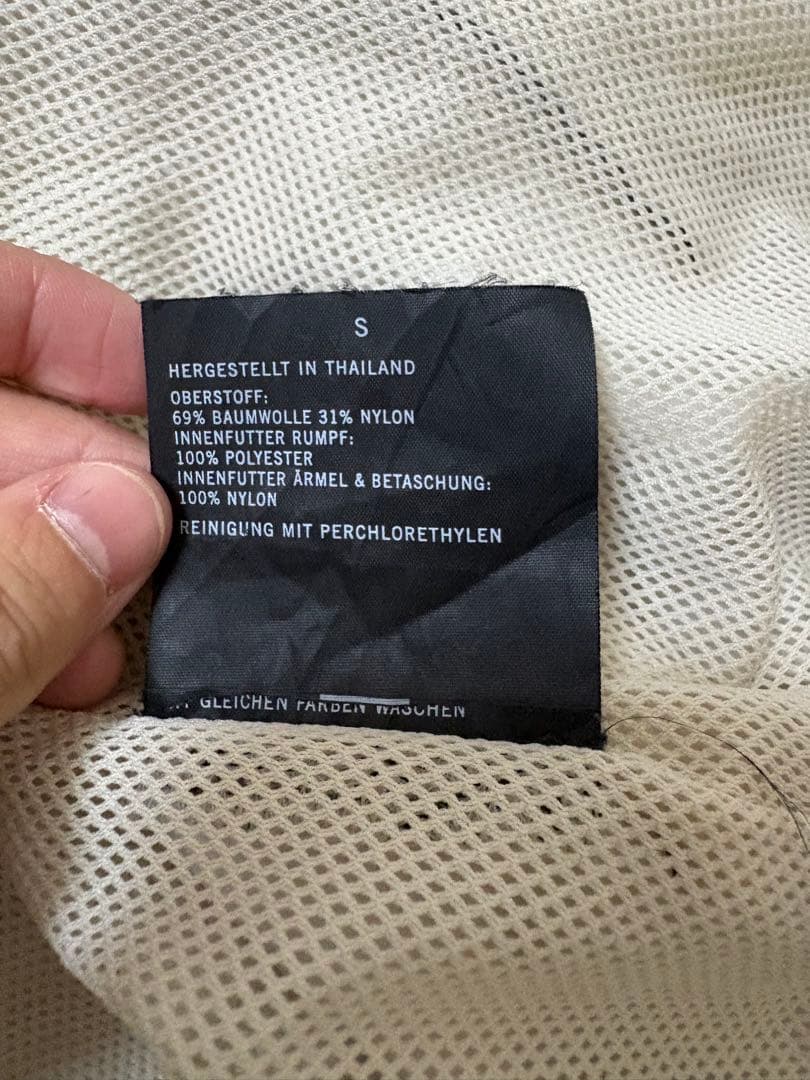 S
HERGESTELLT IN THAILAND
OBERSTOFF:
69% BAUMWOLLE 31% NYLON
INNENFUTTER RUMPF:
100% POLYESTER
INNENFUTTER ÄRMEL & BETASCHUNG:
100% NYLON
REINIGUNG MIT PERCHLORETHYLEN
GLEICHEN FARBEN WASCHEN